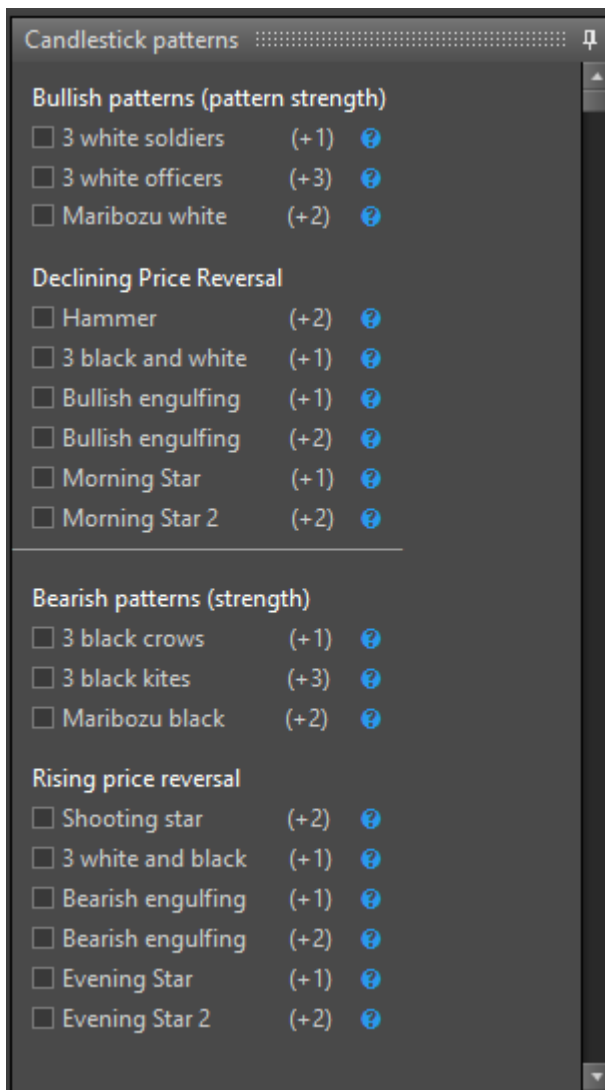 Candlestick patterns
Bullish patterns (pattern strength)
3 white soldiers (+1) ?
3 white officers (+3) ?
Maribozu white (+2) ?
Declining Price Reversal
Hammer (+2) ?
3 black and white (+1) ?
Bullish engulfing (+1) ?
Bullish engulfing (+2) ?
Morning Star (+1) ?
Morning Star 2 (+2) ?
Bearish patterns (strength)
3 black crows (+1) ?
3 black kites (+3) ?
Maribozu black (+2) ?
Rising price reversal
Shooting star (+2) ?
3 white and black (+1) ?
Bearish engulfing (+1) ?
Bearish engulfing (+2) ?
Evening Star (+1) ?
Evening Star 2 (+2) ?